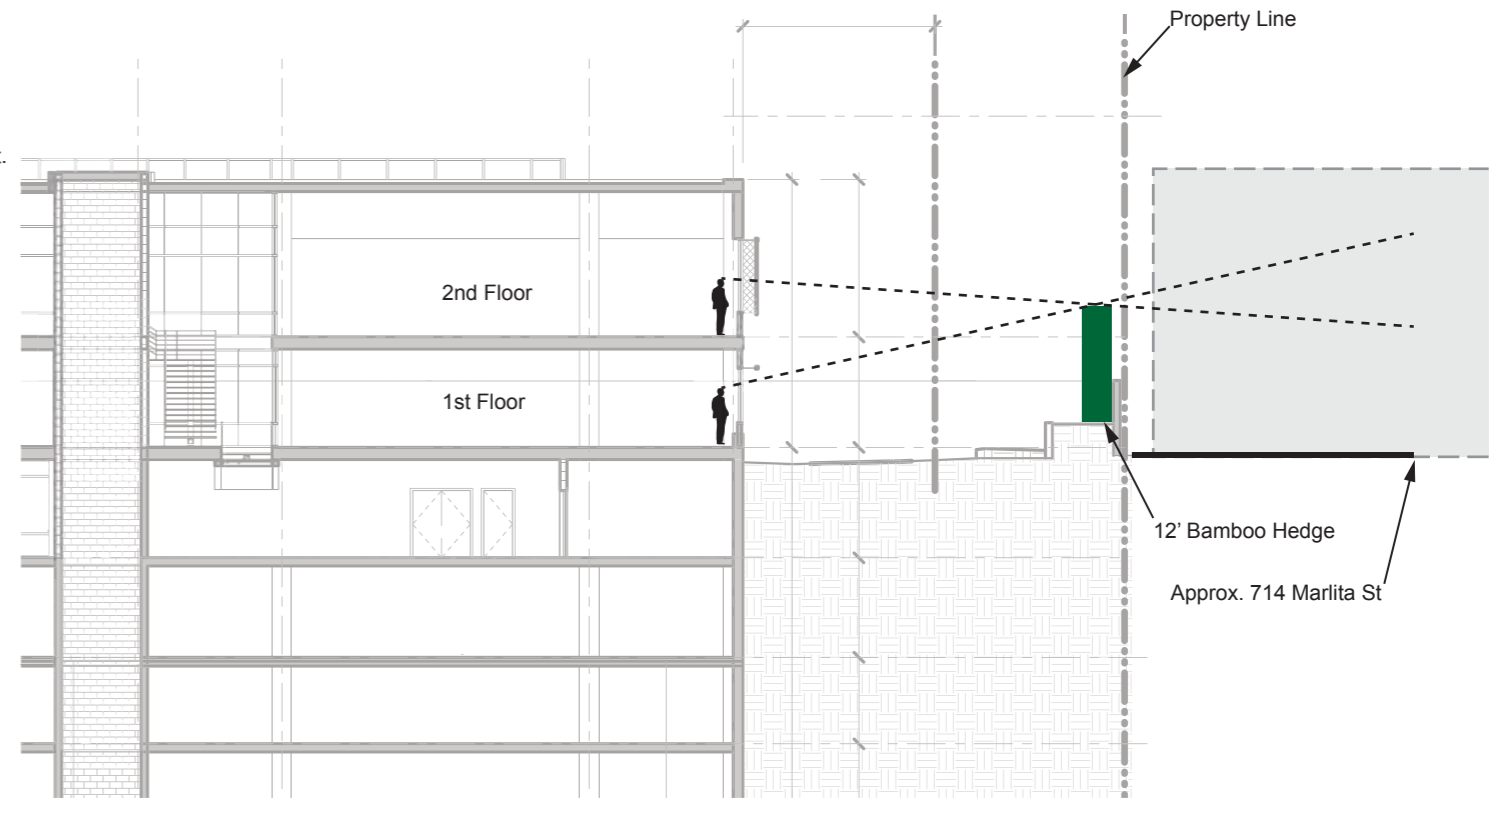 Property Line
2nd Floor
1st Floor
12’ Bamboo Hedge
Approx. 714 Marlita St